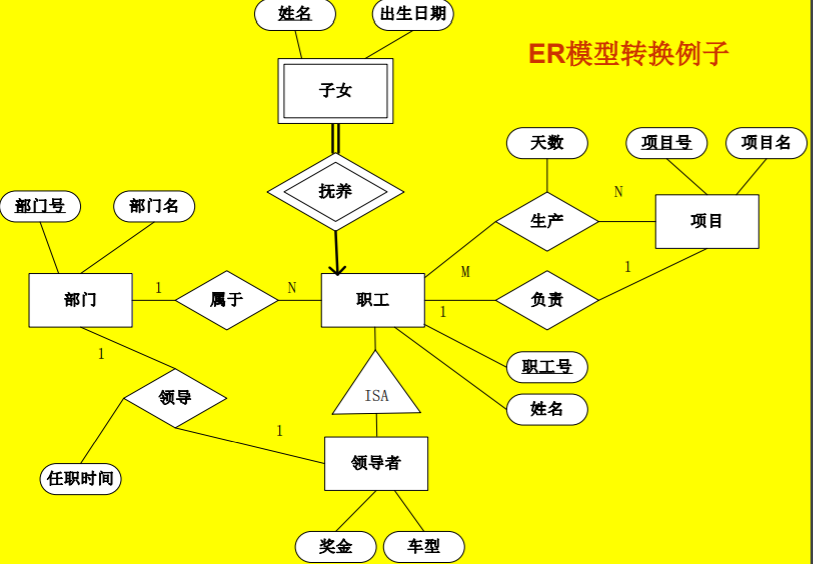 姓名
出生日期
ER模型转换例子
子女
天数
项目号
项目名
抚养
部门号
部门名
N
生产
项目
M
1
1
N
部门
属于
职工
负责
1
1
职工号
领导
ISA
姓名
1
领导者
任职时间
奖金
车型